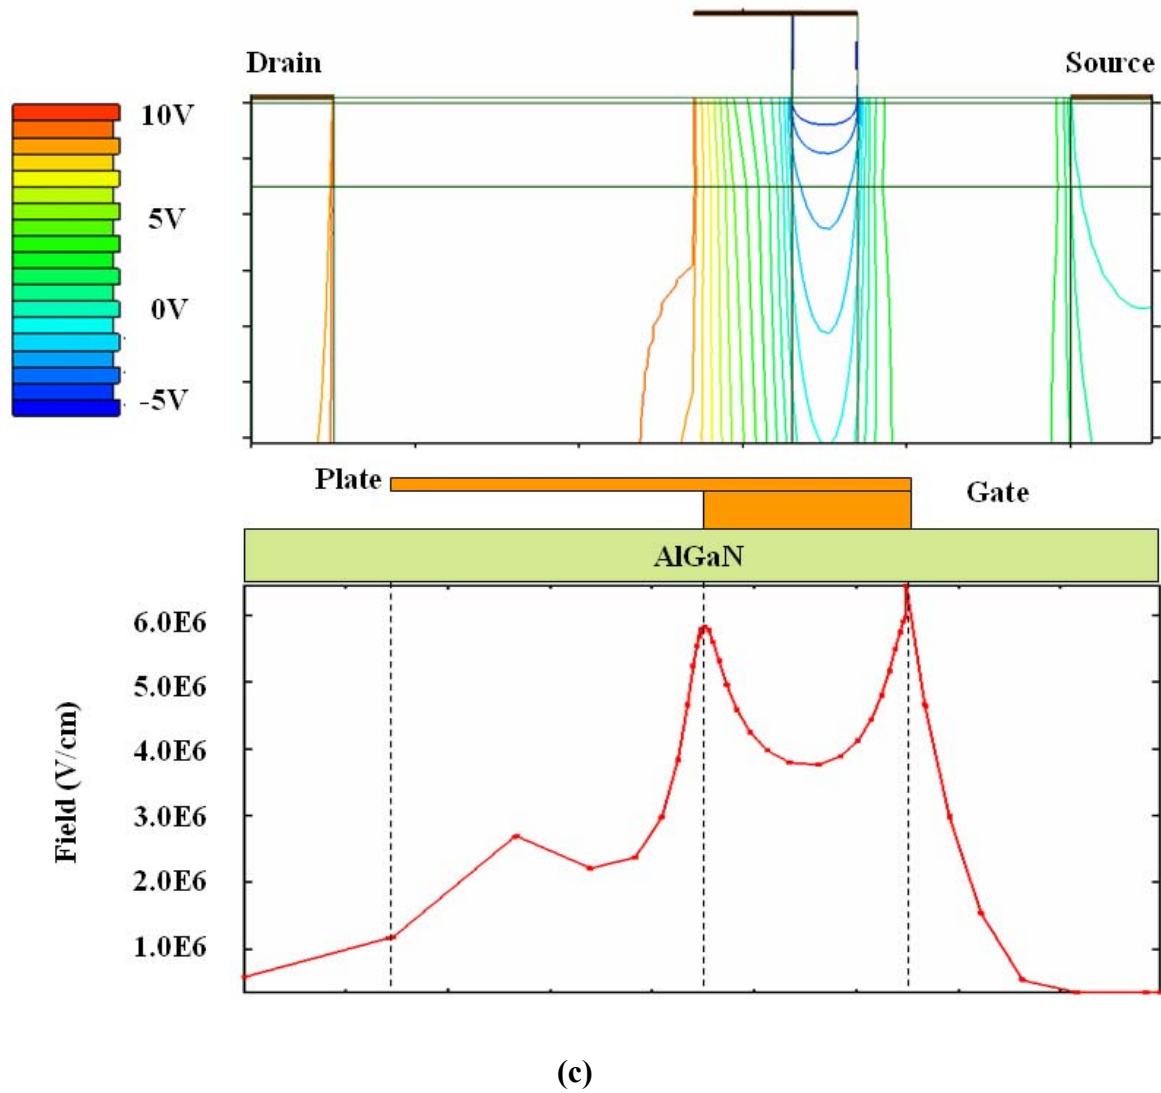 Drain
Source
10V
5V
0V
-5V
Plate
Gate
AlGaN
6.0E6
5.0E6
4.0E6
3.0E6
2.0E6
1.0E6
Field (V/cm)
(c)